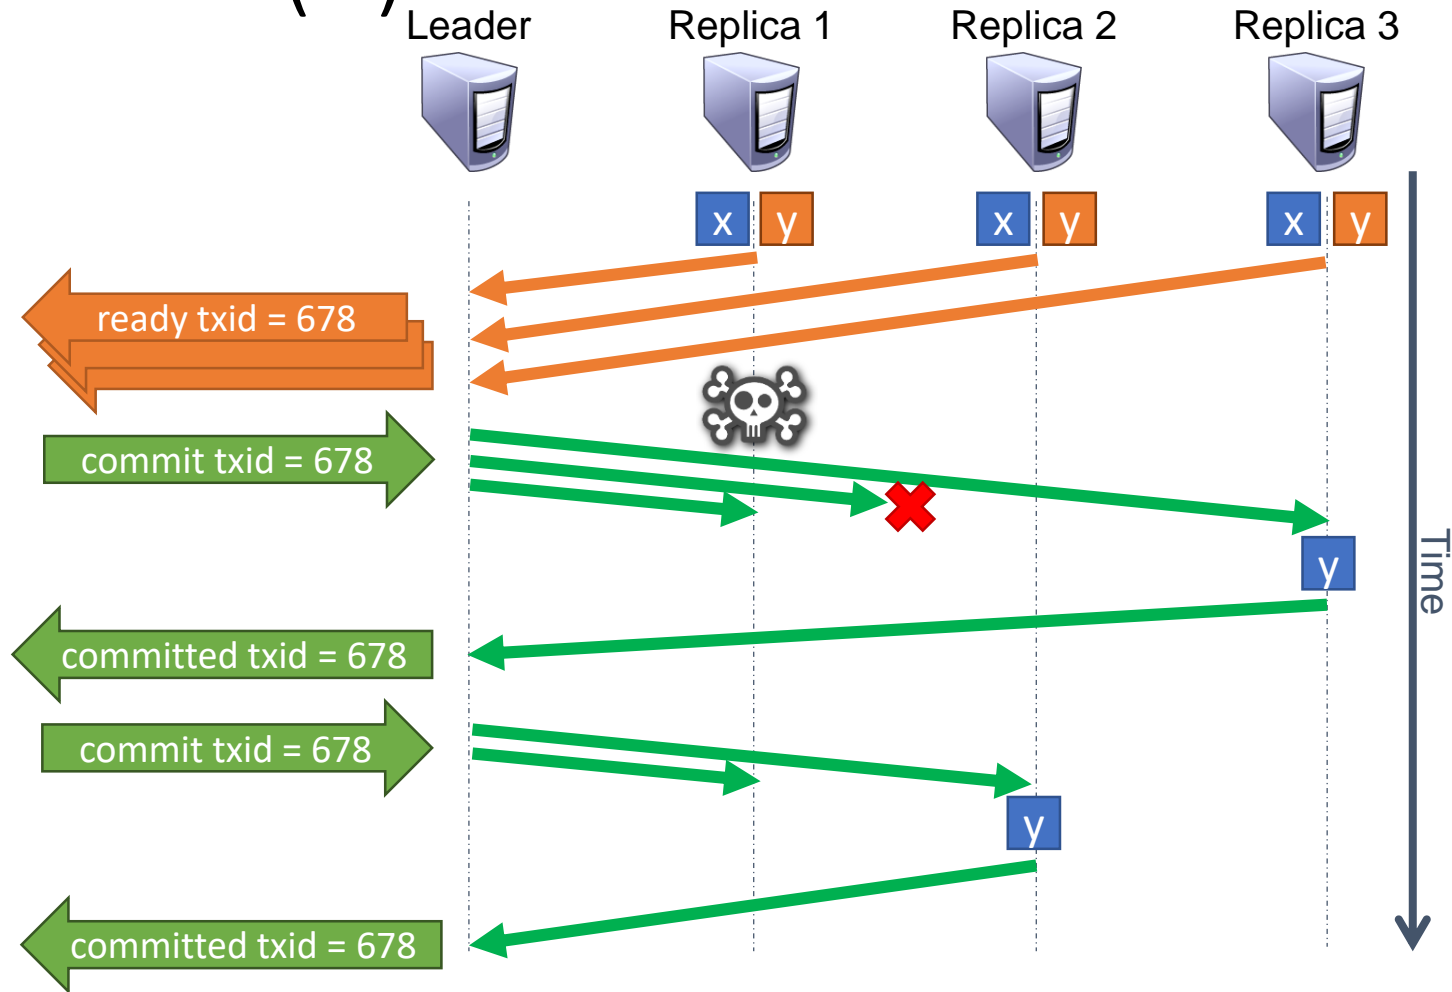 Leader Replica 1 Replica 2 Replica 3
x y x y x y
ready txid = 678
commit txid = 678
y
Time
committed txid = 678
commit txid = 678
y
committed txid = 678